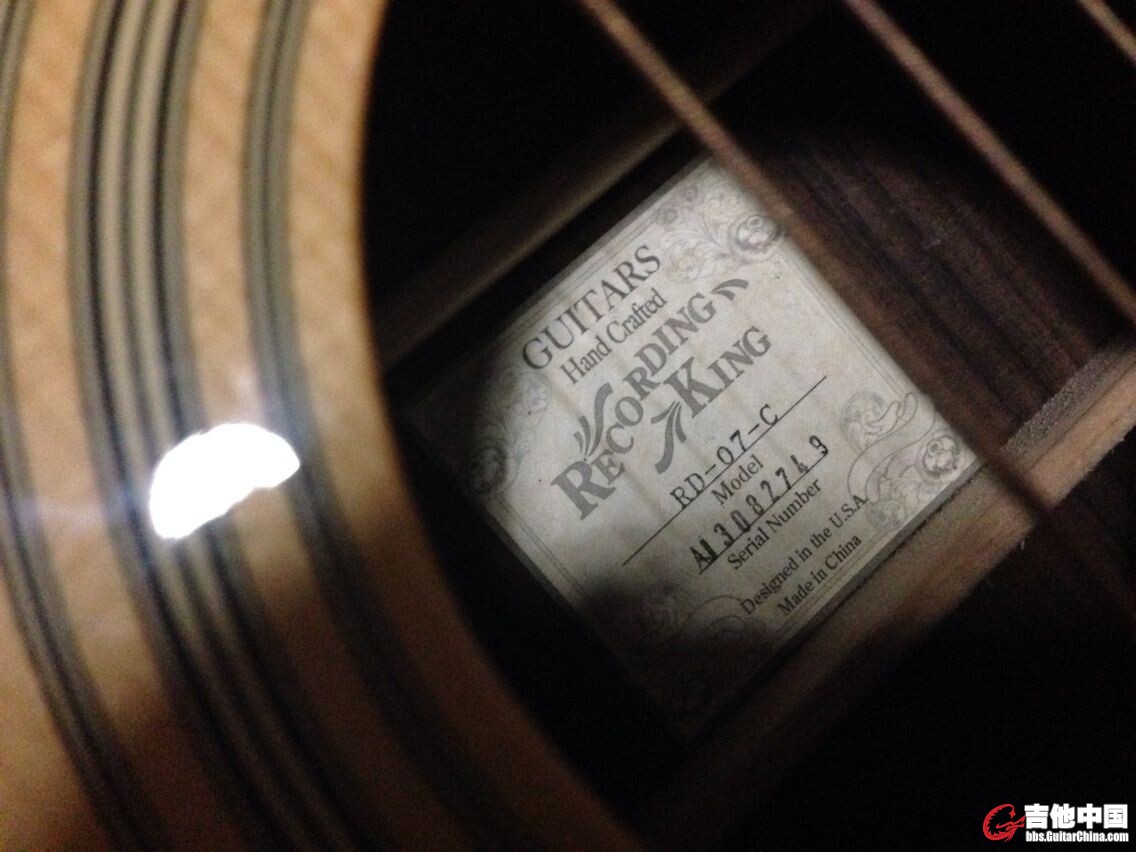 GUITARS
Hand Crafted
RECORDING
KING
RD-07-C
Model
A13082749
Serial Number
Designed in the U.S.A.
Made in China
吉他中国
bbs.GuitarChina.com